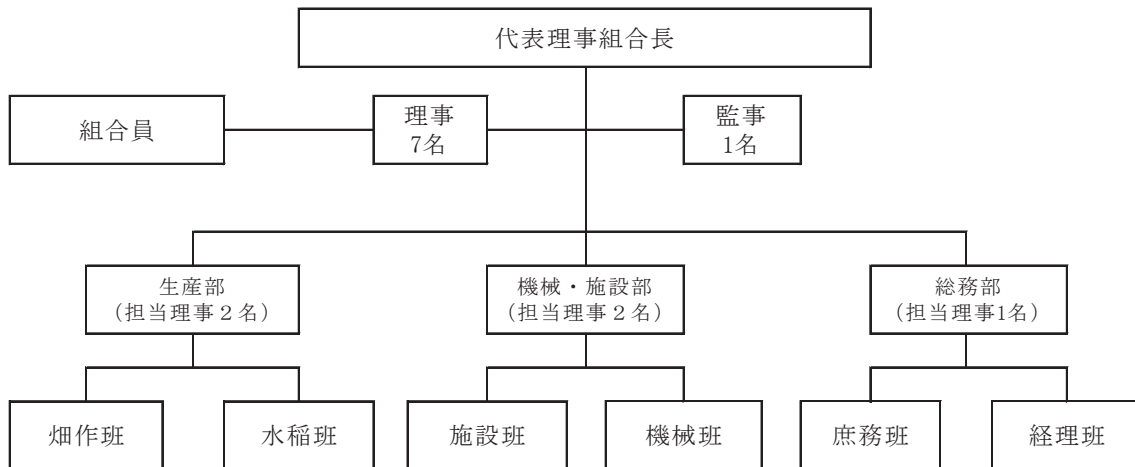 代表理事組合長
組合員
理事
7名
監事
1名
生産部
（担当理事２名）
機械・施設部
（担当理事２名）
総務部
（担当理事1名）
畑作班
水稲班
施設班
機械班
庶務班
経理班